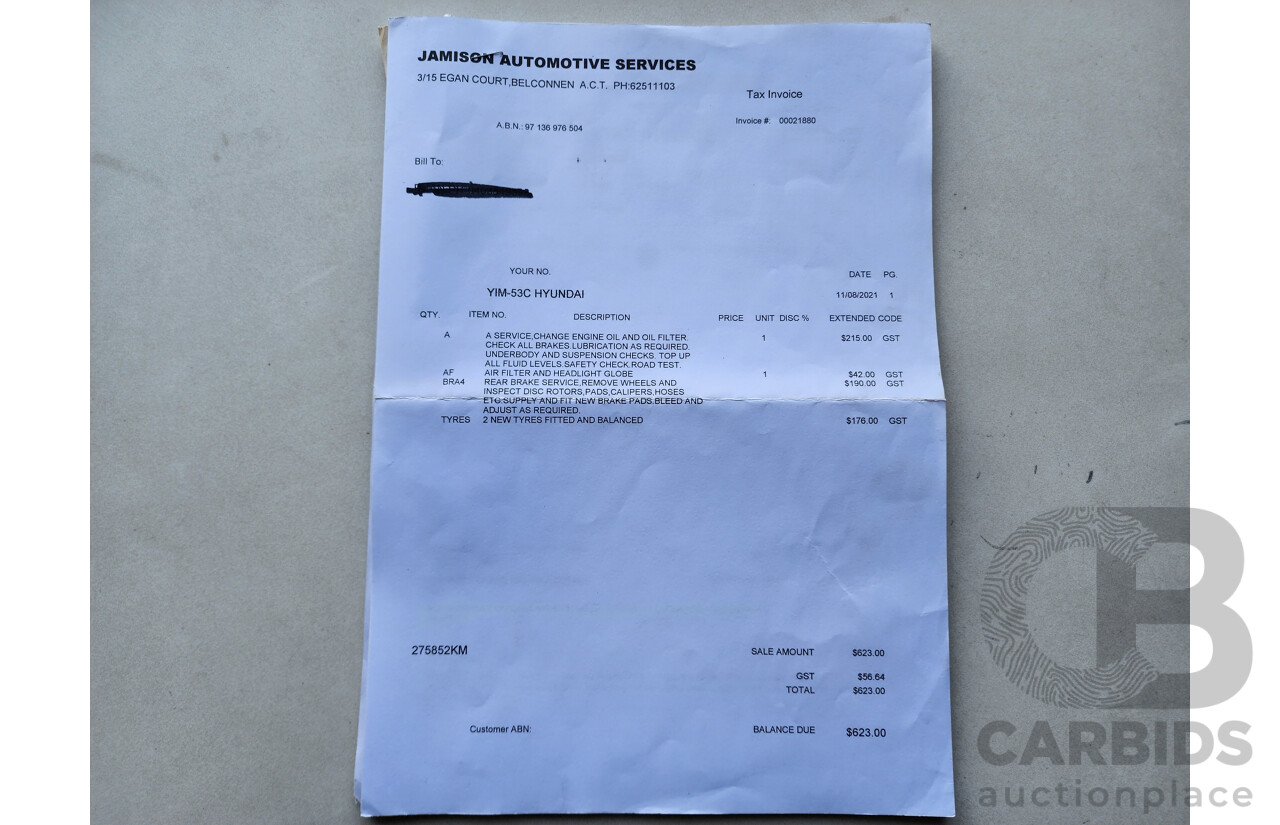 JAMISON AUTOMOTIVE SERVICES
3/15 EGAN COURT,BELCONNEN A.C.T. PH:62511103
Tax Invoice
Invoice #: 00021880
A.B.N.: 97 136 976 504
Bill To:
YOUR NO. DATE PG.
YIM-53C HYUNDAI 11/08/2021 1
QTY. ITEM NO. DESCRIPTION PRICE UNIT DISC % EXTENDED CODE
A A SERVICE,CHANGE ENGINE OIL AND OIL FILTER. 1 $215.00 GST
CHECK ALL BRAKES.LUBRICATION AS REQUIRED.
UNDERBODY AND SUSPENSION CHECKS. TOP UP
ALL FLUID LEVELS.SAFETY CHECK,ROAD TEST.
AF AIR FILTER AND HEADLIGHT GLOBE 1 $42.00 GST
BRA4 REAR BRAKE SERVICE,REMOVE WHEELS AND $190.00 GST
INSPECT DISC ROTORS,PADS,CALIPERS,HOSES
ETC.SUPPLY AND FIT NEW BRAKE PADS.BLEED AND
ADJUST AS REQUIRED.
TYRES 2 NEW TYRES FITTED AND BALANCED $176.00 GST
275852KM SALE AMOUNT $623.00
GST $56.64
TOTAL $623.00
Customer ABN: BALANCE DUE $623.00
CARBIDS
auctionplace